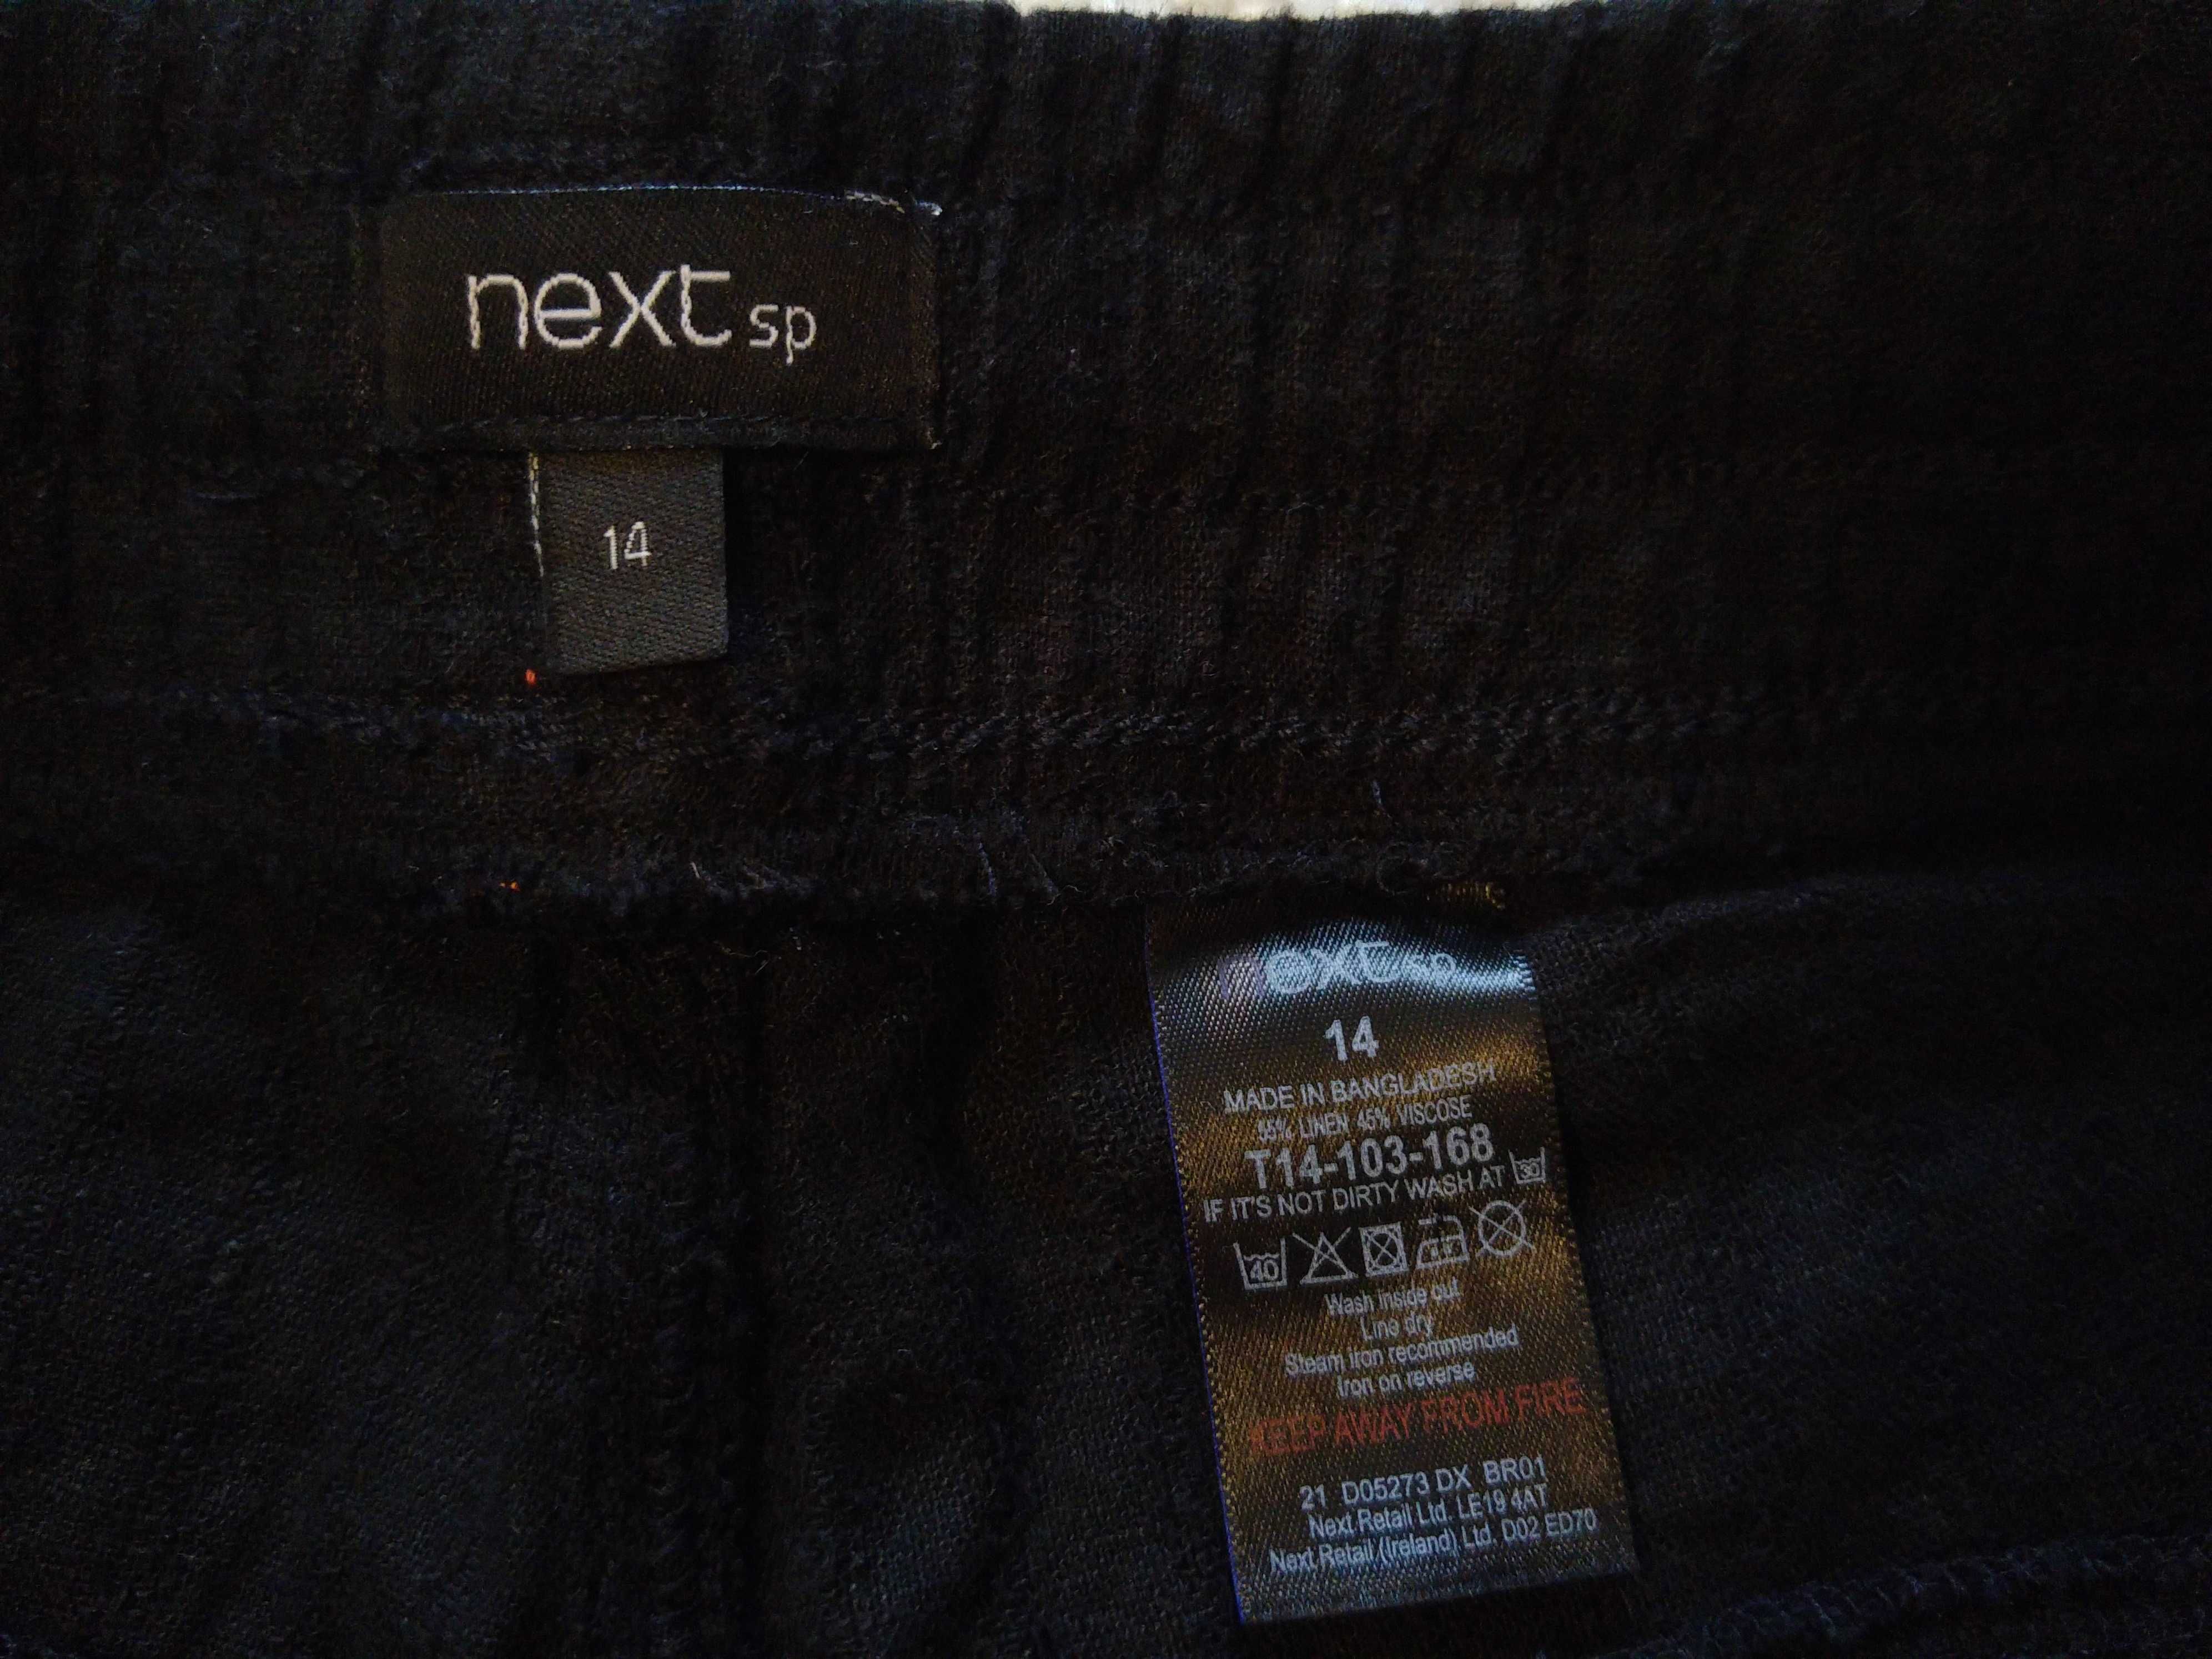 next sp
14
next sp
14
MADE IN BANGLADESH
55% LINEN 45% VISCOSE
T14-103-168
IF IT'S NOT DIRTY WASH AT 30
40
Wash inside out
Line dry
Steam iron recommended
Iron on reverse
KEEP AWAY FROM FIRE
21 D05273 DX BR01
Next Retail Ltd. LE19 4AT
Next Retail (Ireland) Ltd. D02 ED70